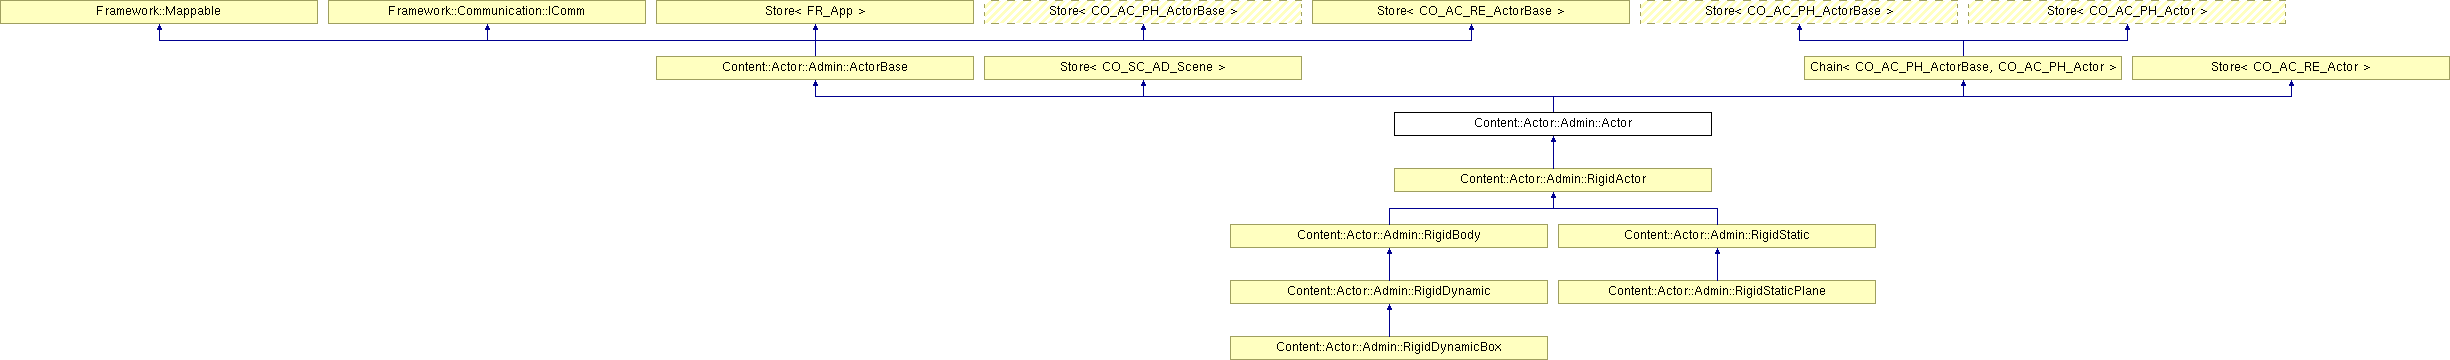 Framework::Mappable
Framework::Communication::IComm
Store< FR_App >
Store< CO_AC_PH_ActorBase >
Store< CO_AC_RE_ActorBase >
Store< CO_AC_PH_ActorBase >
Store< CO_AC_PH_Actor >
Content::Actor::Admin::ActorBase
Store< CO_SC_AD_Scene >
Chain< CO_AC_PH_ActorBase, CO_AC_PH_Actor >
Store< CO_AC_RE_Actor >
Content::Actor::Admin::Actor
Content::Actor::Admin::RigidActor
Content::Actor::Admin::RigidBody
Content::Actor::Admin::RigidStatic
Content::Actor::Admin::RigidDynamic
Content::Actor::Admin::RigidStaticPlane
Content::Actor::Admin::RigidDynamicBox